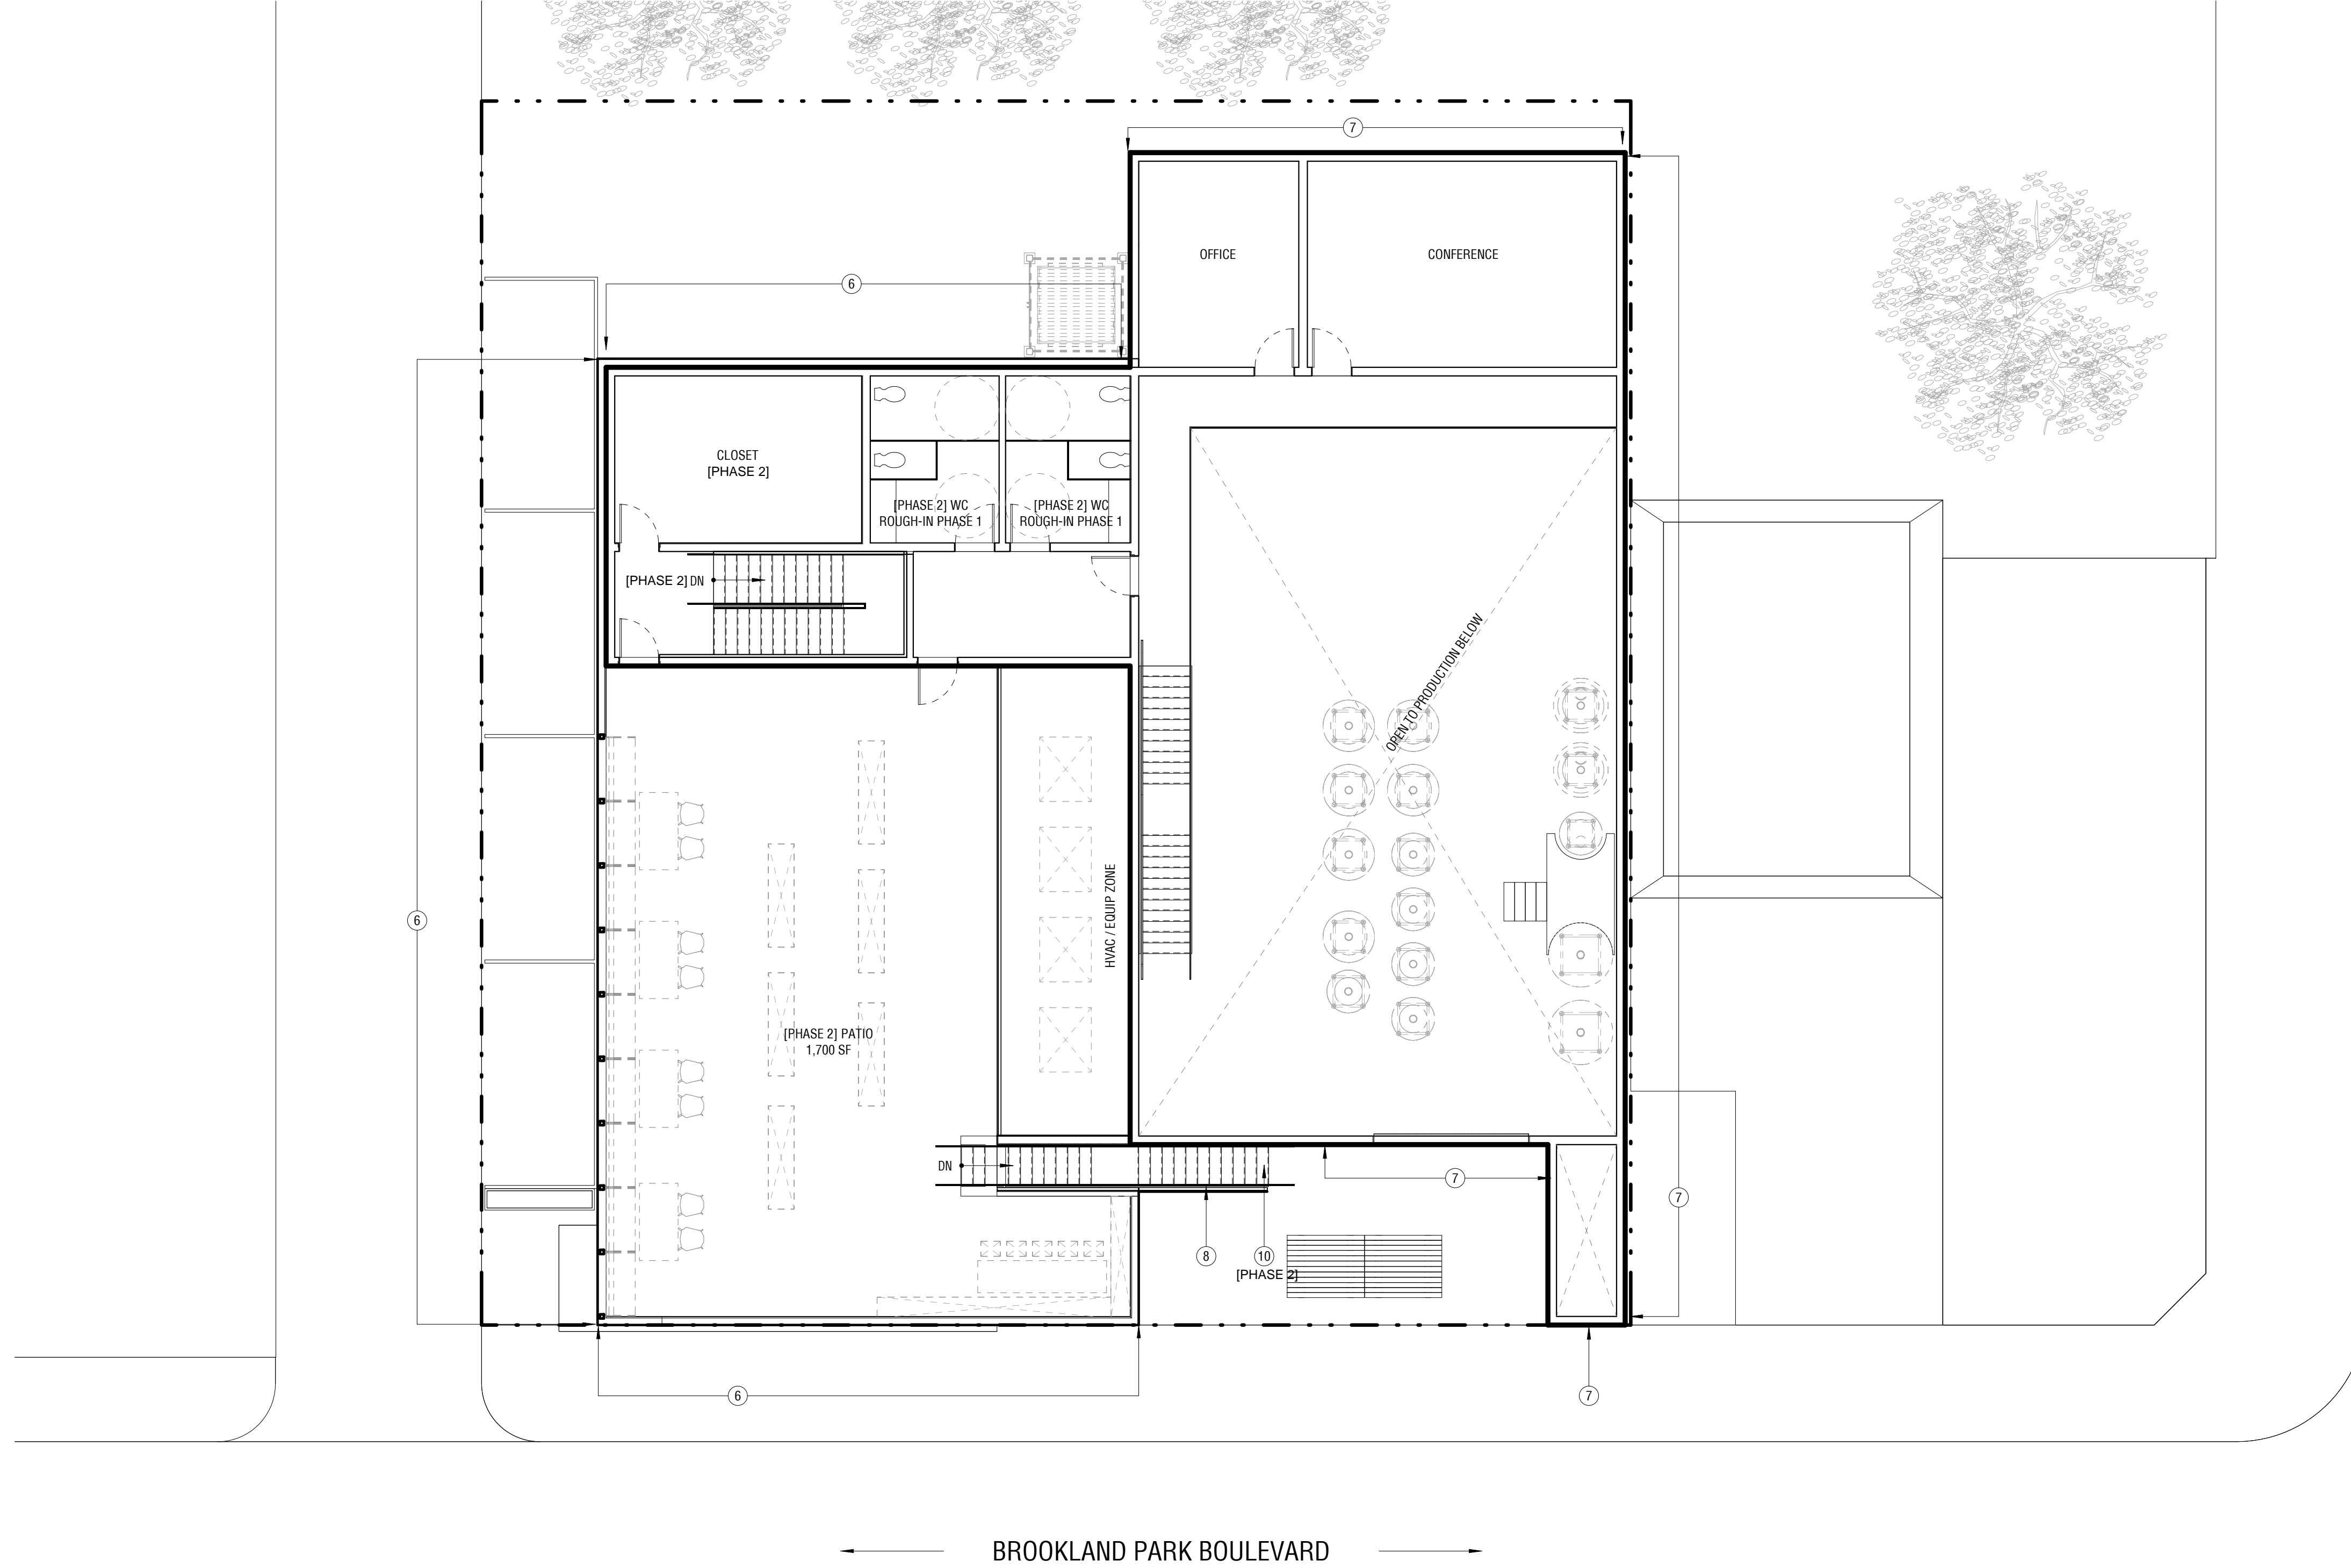 7
OFFICE
CONFERENCE
6
CLOSET
[PHASE 2]
[PHASE 2] WC
ROUGH-IN PHASE 1
[PHASE 2] WC
ROUGH-IN PHASE 1
[PHASE 2] DN
OPEN TO PRODUCTION BELOW
6
HVAC / EQUIP ZONE
[PHASE 2] PATIO
1,700 SF
DN
7
7
8
10
[PHASE 2]
6
7
BROOKLAND PARK BOULEVARD